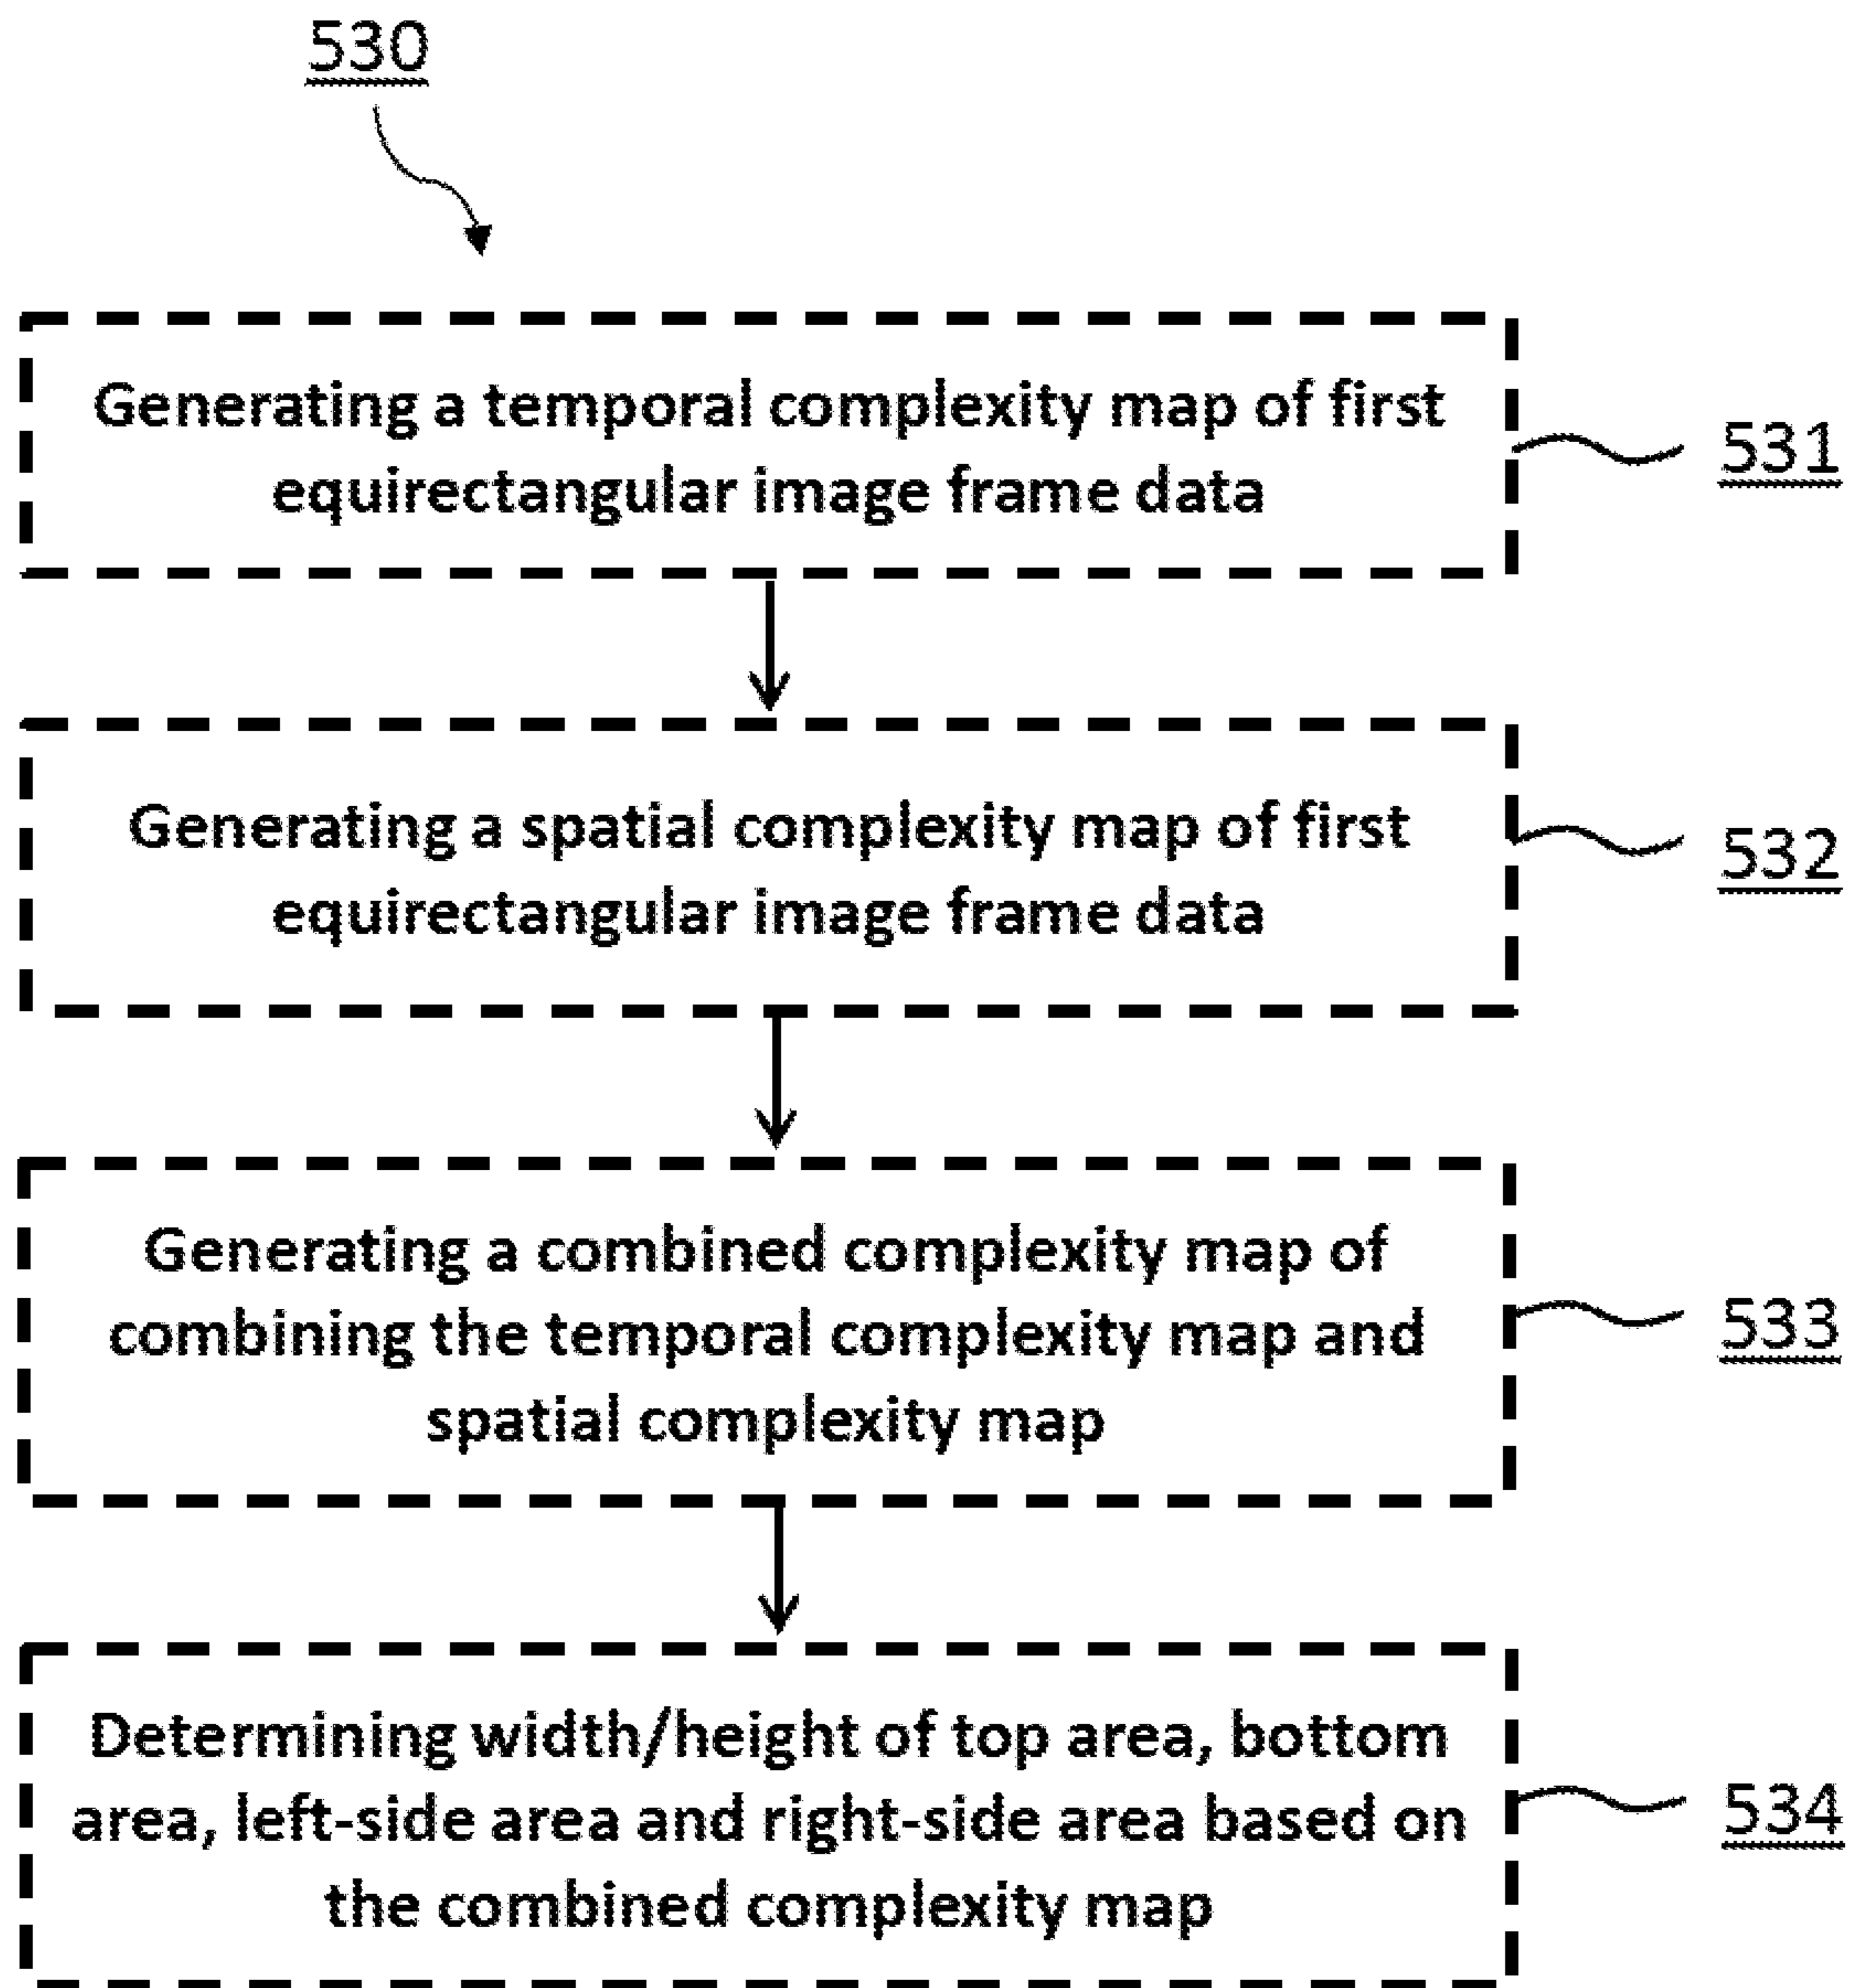 530
Generating a temporal complexity map of first
equirectangular image frame data
531
Generating a spatial complexity map of first
equirectangular image frame data
532
Generating a combined complexity map of
combining the temporal complexity map and
spatial complexity map
533
Determining width/height of top area, bottom
area, left-side area and right-side area based on
the combined complexity map
534